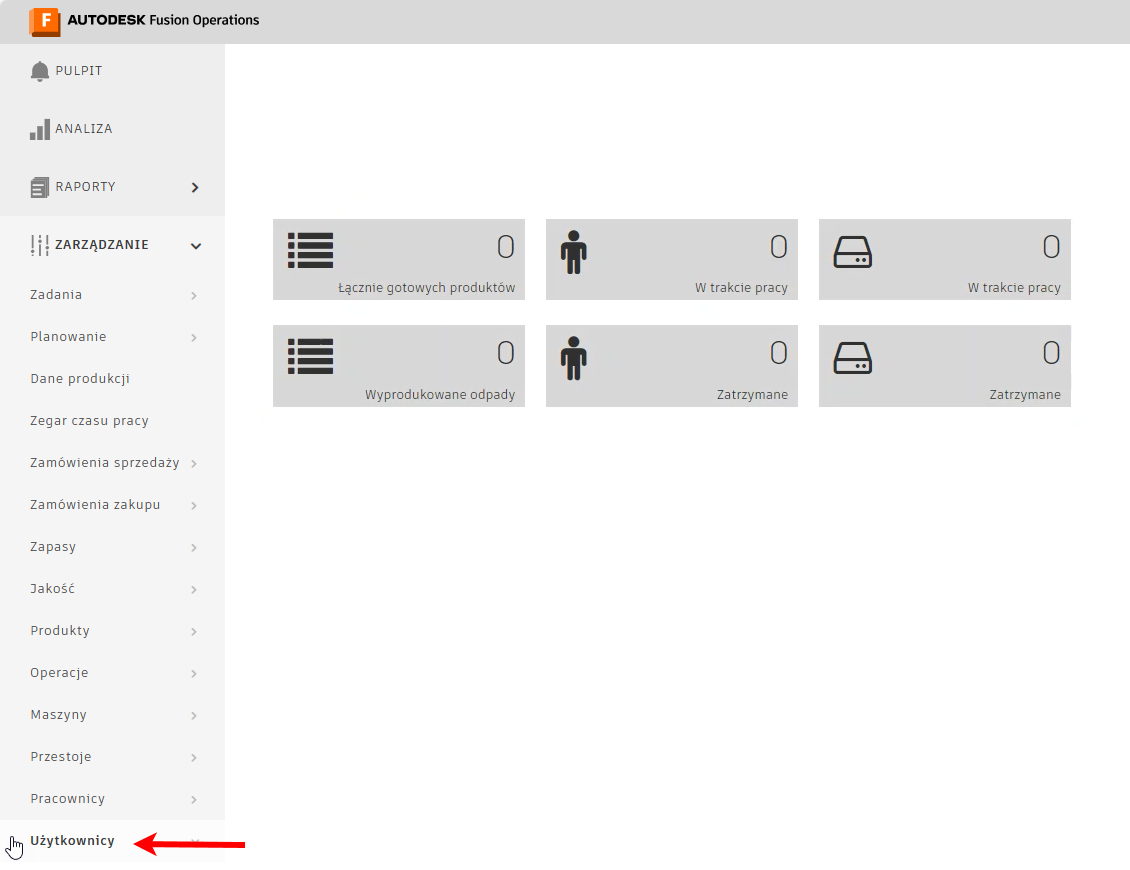 F AUTODESK Fusion Operations
PULPIT
ANALIZA
RAPORTY
ZARZĄDZANIE
Zadania
Planowanie
Dane produkcji
Zegar czasu pracy
Zamówienia sprzedaży
Zamówienia zakupu
Zapasy
Jakość
Produkty
Operacje
Maszyny
Przestoje
Pracownicy
Użytkownicy
0
Łącznie gotowych produktów
0
W trakcie pracy
0
W trakcie pracy
0
Wyprodukowane odpady
0
Zatrzymane
0
Zatrzymane